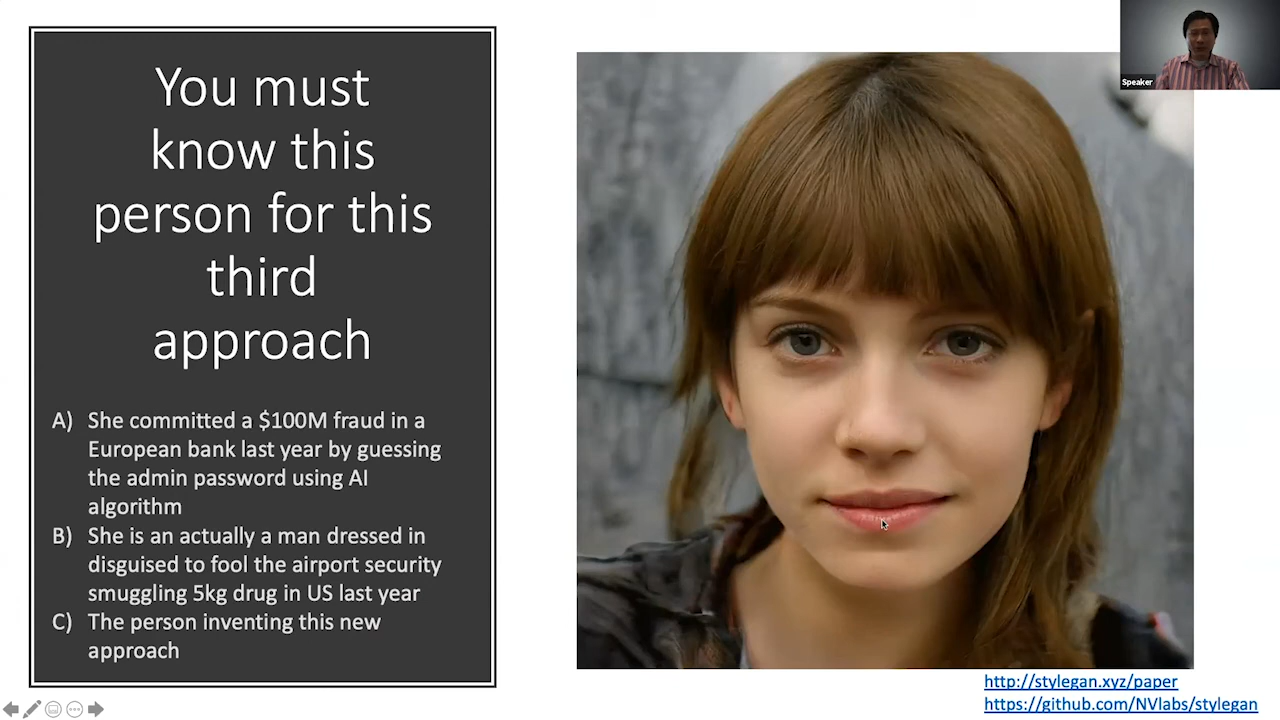 You must
know this
person for this
third
approach
A) She committed a $100M fraud in a
European bank last year by guessing
the admin password using AI
algorithm
B) She is an actually a man dressed in
disguised to fool the airport security
smuggling 5kg drug in US last year
C) The person inventing this new
approach
Speaker
http://stylegan.xyz/paper
https://github.com/NVlabs/stylegan